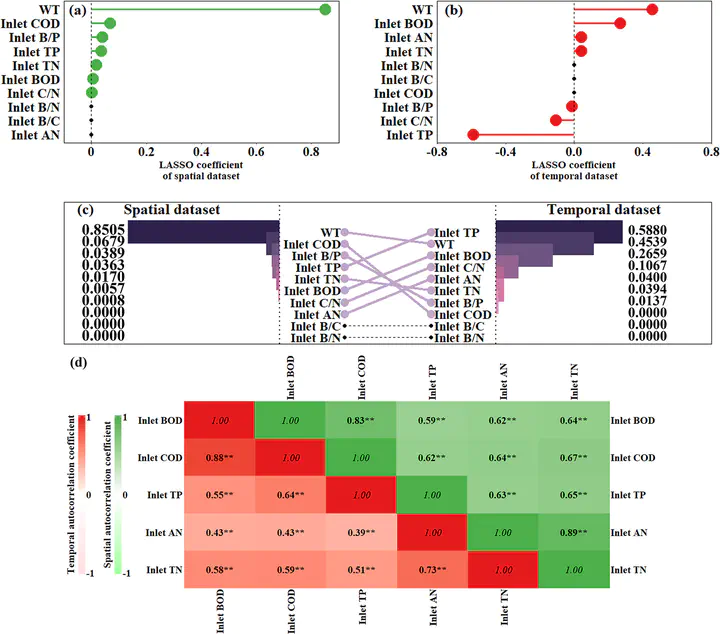 (a)
WT
Inlet COD
Inlet B/P
Inlet TP
Inlet TN
Inlet BOD
Inlet C/N
Inlet B/N
Inlet B/C
Inlet AN
0 0.2 0.4 0.6 0.8
LASSO coefficient
of spatial dataset
(b)
WT
Inlet BOD
Inlet AN
Inlet TN
Inlet B/N
Inlet B/C
Inlet COD
Inlet B/P
Inlet C/N
Inlet TP
-0.8 -0.4 0.0 0.4 0.8
LASSO coefficient
of temporal dataset
(c) Spatial dataset Temporal dataset
0.8505 WT Inlet TP 0.5880
0.0679 Inlet COD WT 0.4539
0.0389 Inlet B/P Inlet BOD 0.2659
0.0363 Inlet TP Inlet C/N 0.1067
0.0170 Inlet TN Inlet AN 0.0400
0.0057 Inlet BOD Inlet TN 0.0394
0.0008 Inlet C/N Inlet B/P 0.0137
0.0000 Inlet AN Inlet COD 0.0000
0.0000 Inlet B/C Inlet B/C 0.0000
0.0000 Inlet B/N Inlet B/N 0.0000
(d)
Inlet BOD Inlet COD Inlet TP Inlet AN Inlet TN
Temporal autocorrelation coefficient
1
0
-1
Spatial autocorrelation coefficient
1
0
-1
Inlet BOD 1.00 1.00 0.83** 0.59** 0.62** 0.64** Inlet BOD
Inlet COD 0.88** 1.00 1.00 0.62** 0.64** 0.67** Inlet COD
Inlet TP 0.55** 0.64** 1.00 1.00 0.63** 0.65** Inlet TP
Inlet AN 0.43** 0.43** 0.39** 1.00 1.00 0.89** Inlet AN
Inlet TN 0.58** 0.59** 0.51** 0.73** 1.00 1.00 Inlet TN
Inlet BOD Inlet COD Inlet TP Inlet AN Inlet TN